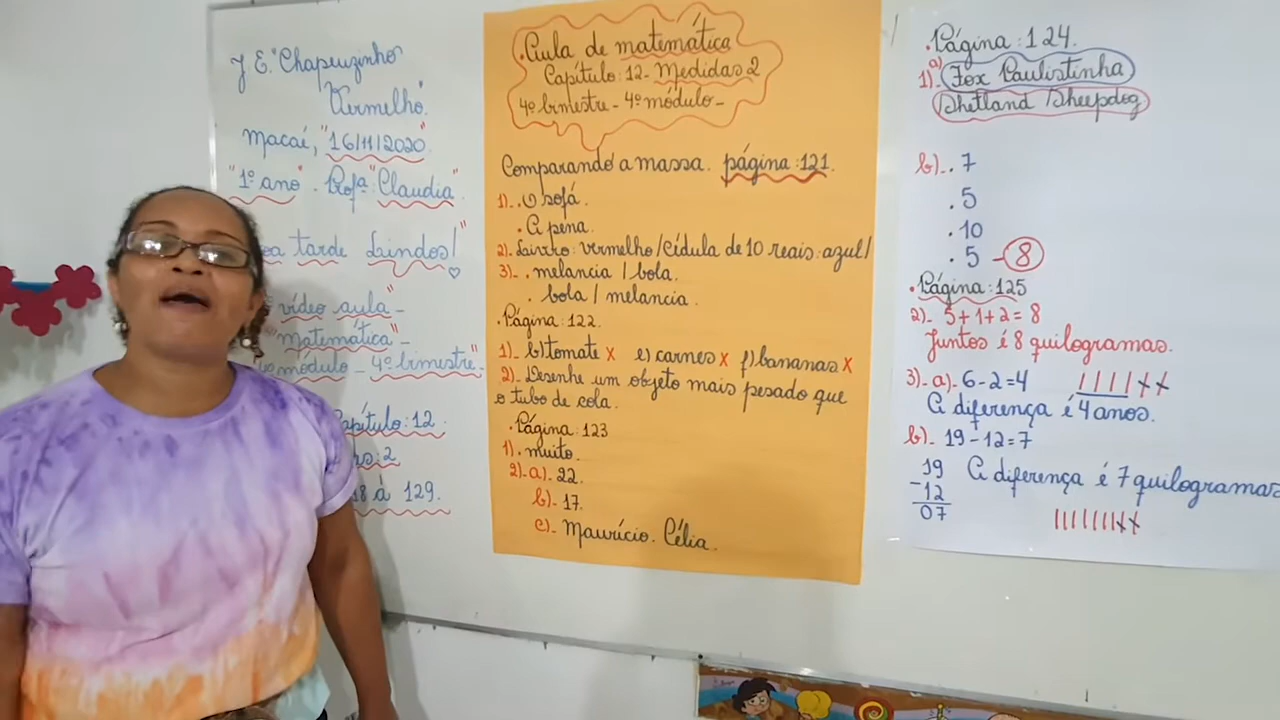 J E. "Chapeuzinho
Vermelho".
Macaé, "16/11/2020"
"1º ano". Profª "Claudia"
tarde Lindos!"
vídeo aula" -
"matemática" -
módulo - 4º bimestre"-
Capítulo: 12
2
à 129.
. Aula de matemática
Capítulo: 12 - Medidas 2
4º bimestre - 4º módulo -
Comparando a massa. página: 121.
1). . O sofá.
. A pena.
2). Livro: vermelho / Cédula de 10 reais: azul /
3). . melancia / bola.
. bola / melancia.
. Página: 122.
1)- b) tomate X e) carnes X f) bananas X
2)- Desenhe um objeto mais pesado que
o tubo de cola.
. Página: 123
1). muito.
2)-a)- 22.
b)- 17.
c)- Maurício. Célia.
. Página: 124.
1)- a) Fox Paulistinha
Shetland Sheepdog
b). . 7
. 5
. 10
. 5 - 8
. Página: 125
2)- 5+1+2= 8
Juntos é 8 quilogramas.
3)- a)- 6-2=4
A diferença é 4 anos.
b)- 19-12=7
19
-12
07
A diferença é 7 quilogramas